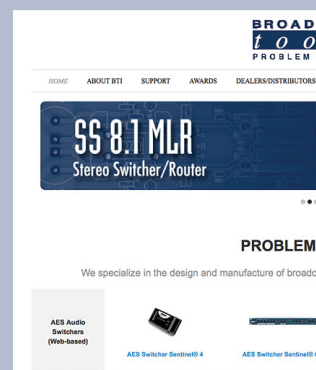 BROAD
too
PROBLEM
HOME ABOUT BTI SUPPORT AWARDS DEALERS/DISTRIBUTORS
SS 8.1 MLR
Stereo Switcher/Router
PROBLEM
We specialize in the design and manufacture of broadc
AES Audio
Switchers
(Web-based)
AES Switcher Sentinel® 4 AES Switcher Sentinel®